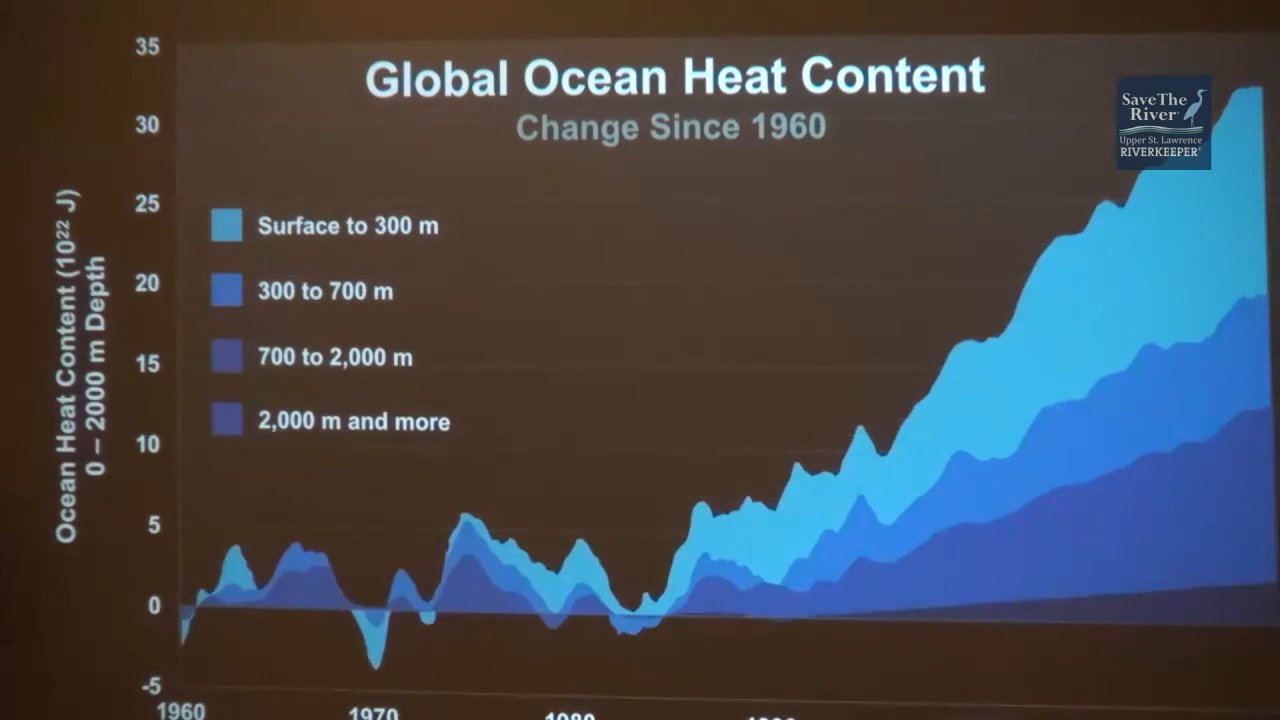 Global Ocean Heat Content
Change Since 1960
Save The
River
Upper St. Lawrence
RIVERKEEPER®
Ocean Heat Content (10²² J)
0 – 2000 m Depth
35
30
25
20
15
10
5
0
-5
Surface to 300 m
300 to 700 m
700 to 2,000 m
2,000 m and more
1960
1970
1980